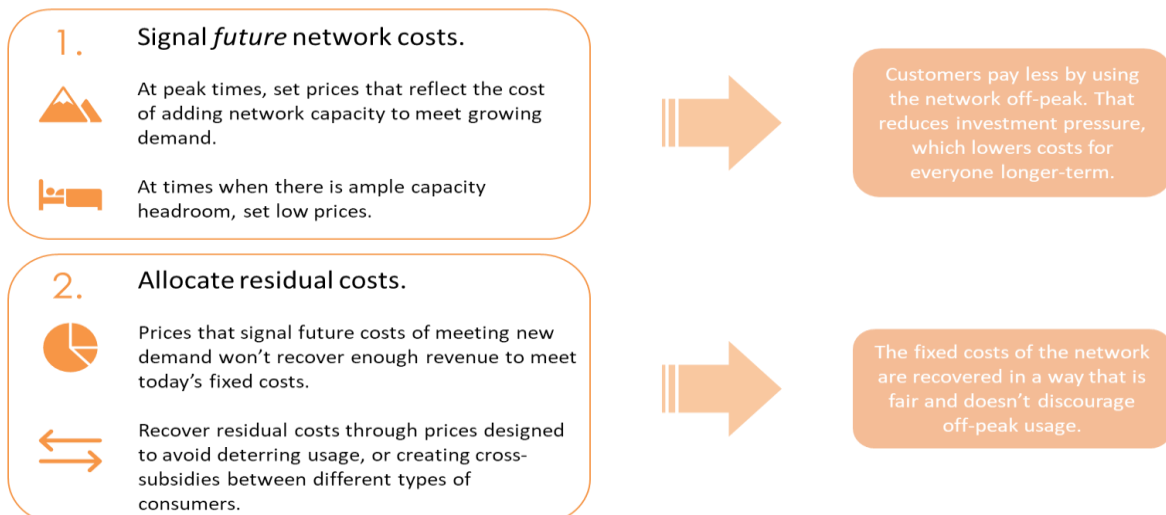 1.
Signal future network costs.
At peak times, set prices that reflect the cost
of adding network capacity to meet growing
demand.
At times when there is ample capacity
headroom, set low prices.
Customers pay less by using
the network off-peak. That
reduces investment pressure,
which lowers costs for
everyone longer-term.
2.
Allocate residual costs.
Prices that signal future costs of meeting new
demand won’t recover enough revenue to meet
today’s fixed costs.
Recover residual costs through prices designed
to avoid deterring usage, or creating cross-
subsidies between different types of
consumers.
The fixed costs of the network
are recovered in a way that is
fair and doesn’t discourage
off-peak usage.